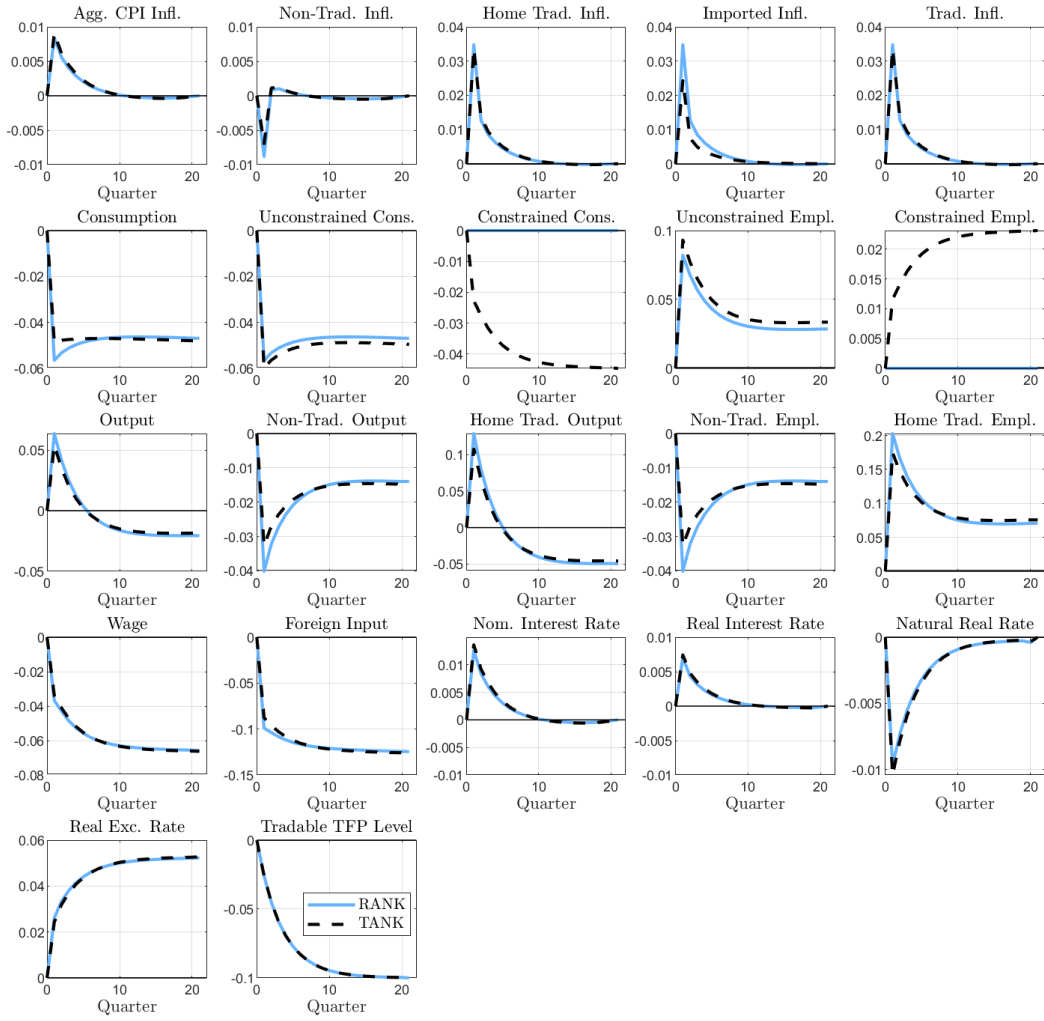 Agg. CPI Infl.
0.01
0.005
0
-0.005
-0.01
0 10 20
Quarter
Non-Trad. Infl.
0.01
0.005
0
-0.005
-0.01
0 10 20
Quarter
Home Trad. Infl.
0.04
0.03
0.02
0.01
0
0 10 20
Quarter
Imported Infl.
0.04
0.03
0.02
0.01
0
0 10 20
Quarter
Trad. Infl.
0.04
0.03
0.02
0.01
0
0 10 20
Quarter
Consumption
0
-0.02
-0.04
-0.06
0 10 20
Quarter
Unconstrained Cons.
0
-0.02
-0.04
-0.06
0 10 20
Quarter
Constrained Cons.
0
-0.01
-0.02
-0.03
-0.04
0 10 20
Quarter
Unconstrained Empl.
0.1
0.05
0
0 10 20
Quarter
Constrained Empl.
0.02
0.015
0.01
0.005
0
0 10 20
Quarter
Output
0.05
0
-0.05
0 10 20
Quarter
Non-Trad. Output
0
-0.01
-0.02
-0.03
-0.04
0 10 20
Quarter
Home Trad. Output
0.1
0.05
0
-0.05
0 10 20
Quarter
Non-Trad. Empl.
0
-0.01
-0.02
-0.03
-0.04
0 10 20
Quarter
Home Trad. Empl.
0.2
0.15
0.1
0.05
0
0 10 20
Quarter
Wage
0
-0.02
-0.04
-0.06
-0.08
0 10 20
Quarter
Foreign Input
0
-0.05
-0.1
-0.15
0 10 20
Quarter
Nom. Interest Rate
0.01
0.005
0
-0.005
-0.01
0 10 20
Quarter
Real Interest Rate
0.01
0.005
0
-0.005
-0.01
0 10 20
Quarter
Natural Real Rate
0
-0.005
-0.01
0 10 20
Quarter
Real Exc. Rate
0.06
0.04
0.02
0
0 10 20
Quarter
Tradable TFP Level
0
-0.05
-0.1
RANK
TANK
0 10 20
Quarter